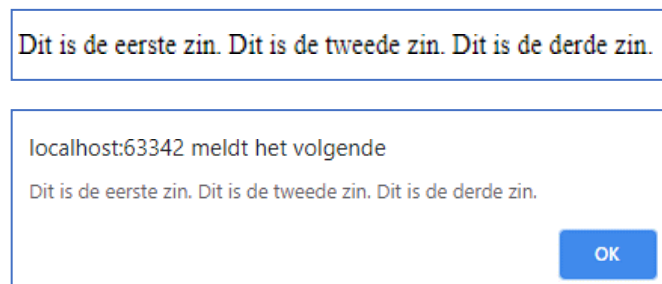 Dit is de eerste zin. Dit is de tweede zin. Dit is de derde zin.
localhost:63342 meldt het volgende
Dit is de eerste zin. Dit is de tweede zin. Dit is de derde zin.
OK